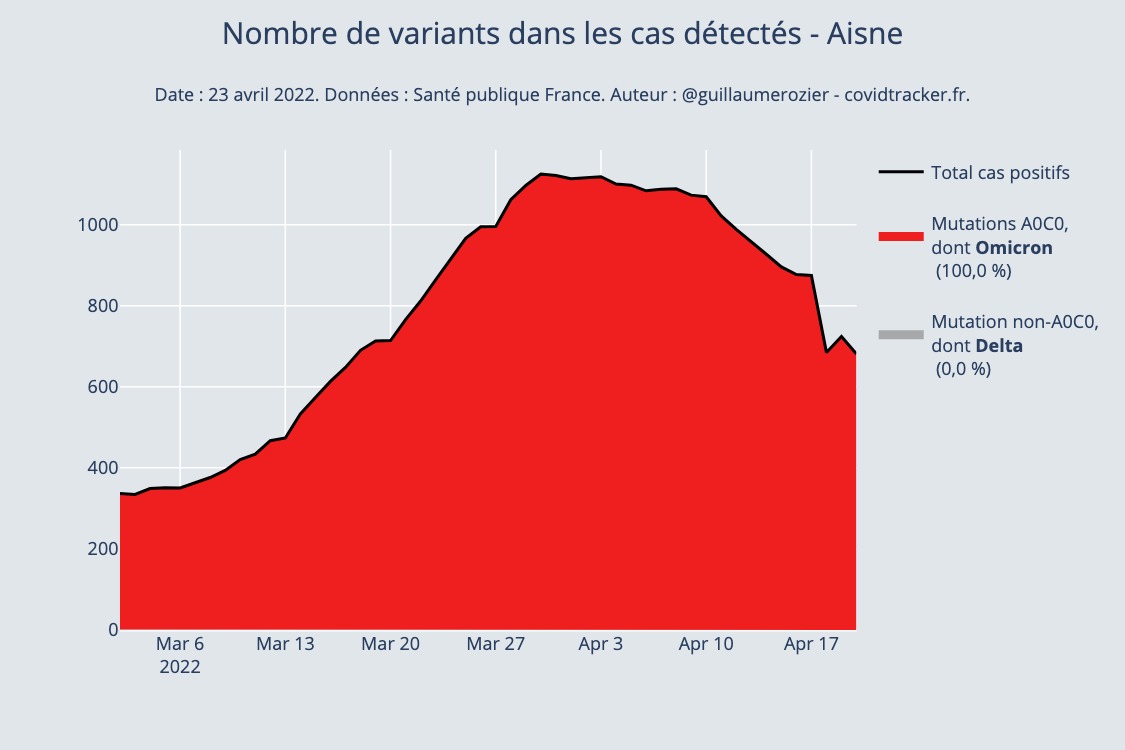 Nombre de variants dans les cas détectés - Aisne
Date : 23 avril 2022. Données : Santé publique France. Auteur : @guillaumerozier - covidtracker.fr.
Total cas positifs
Mutations A0C0,
dont Omicron
(100,0 %)
Mutation non-A0C0,
dont Delta
(0,0 %)
1000
800
600
400
200
0
Mar 6
2022
Mar 13
Mar 20
Mar 27
Apr 3
Apr 10
Apr 17